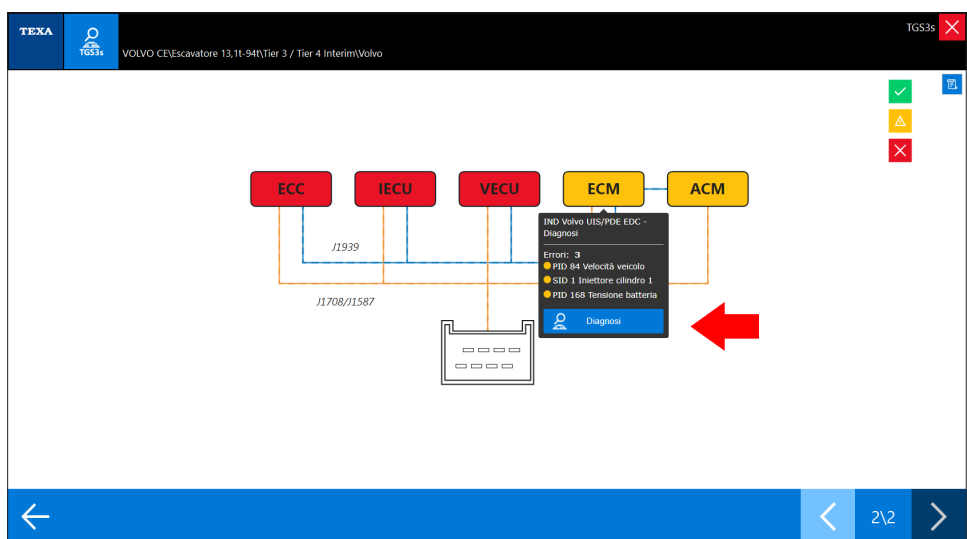 TEXA
TGS3s
VOLVO CE\Escavatore 13,1t-94t\Tier 3 / Tier 4 Interim\Volvo
TGS3s
ECC
IECU
VECU
ECM
ACM
J1939
J1708/J1587
IND Volvo UIS/PDE EDC -
Diagnosi
Errori: 3
PID 84 Velocità veicolo
SID 1 Iniettore cilindro 1
PID 168 Tensione batteria
Diagnosi
2\2